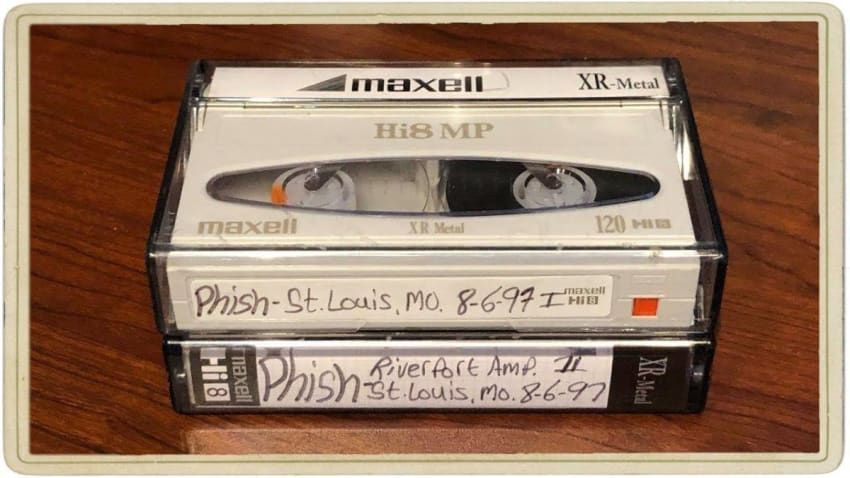 maxell XR-Metal
Hi8 MP
maxell XR Metal 120 Hi8
Phish-St. Louis, MO. 8-6-97 I
maxell
Hi8
maxell
Hi8
Phish-
Riverport Amp. II
St. Louis, MO. 8-6-97
XR-Metal